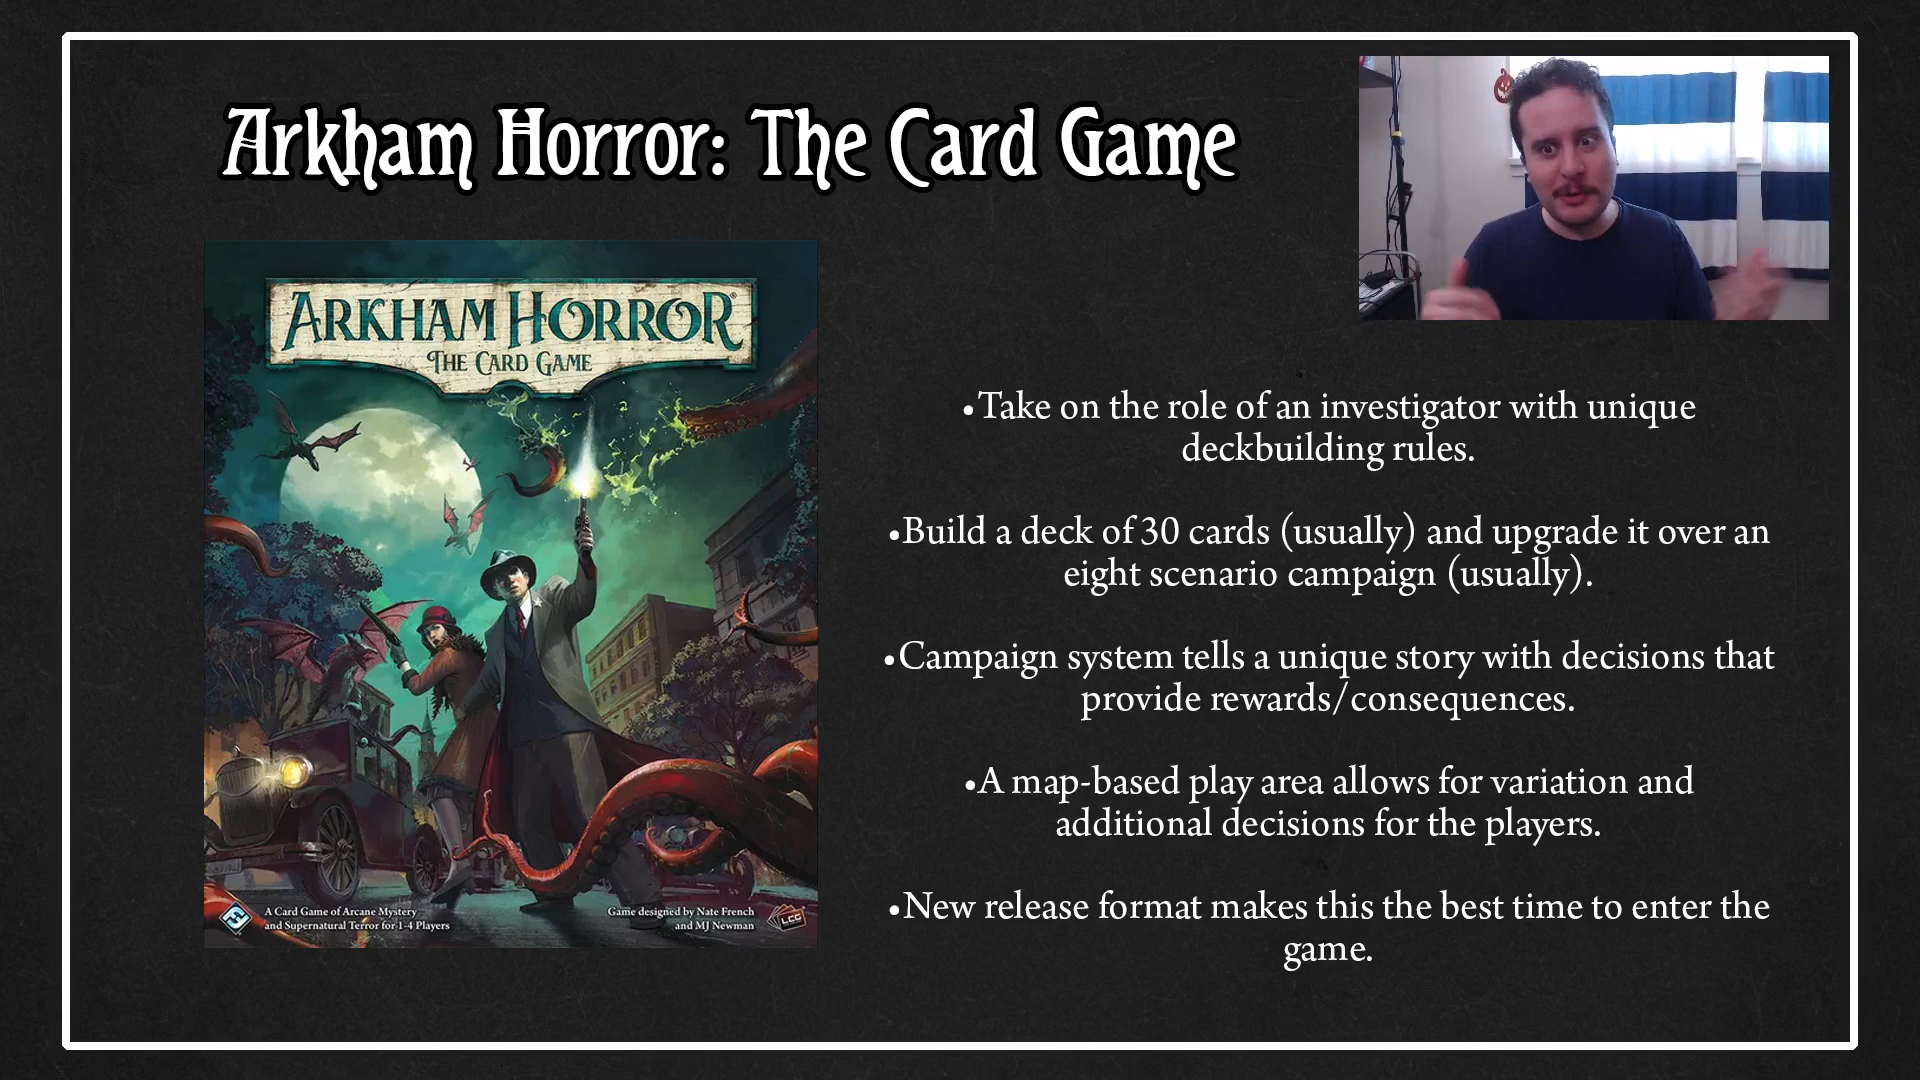 Arkham Horror: The Card Game
ARKHAM HORROR®
THE CARD GAME
A Card Game of Arcane Mystery
and Supernatural Terror for 1-4 Players
Game designed by Nate French
and MJ Newman
LCG
•Take on the role of an investigator with unique
deckbuilding rules.
•Build a deck of 30 cards (usually) and upgrade it over an
eight scenario campaign (usually).
•Campaign system tells a unique story with decisions that
provide rewards/consequences.
•A map-based play area allows for variation and
additional decisions for the players.
•New release format makes this the best time to enter the
game.